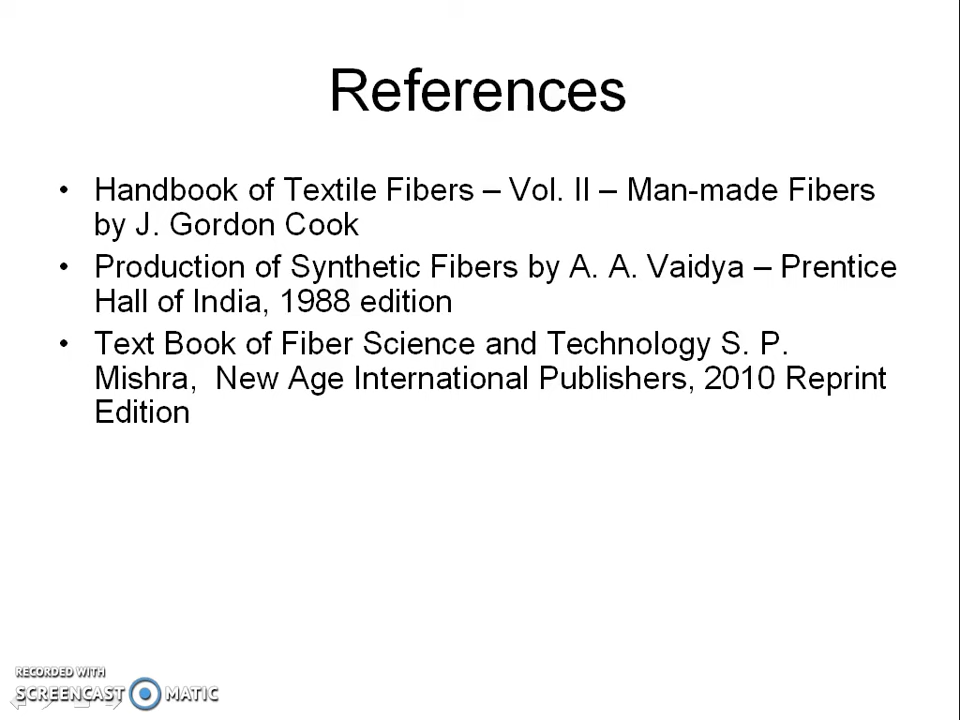 References
• Handbook of Textile Fibers – Vol. II – Man-made Fibers
by J. Gordon Cook
• Production of Synthetic Fibers by A. A. Vaidya – Prentice
Hall of India, 1988 edition
• Text Book of Fiber Science and Technology S. P.
Mishra,  New Age International Publishers, 2010 Reprint
Edition
RECORDED WITH
SCREENCAST MATIC